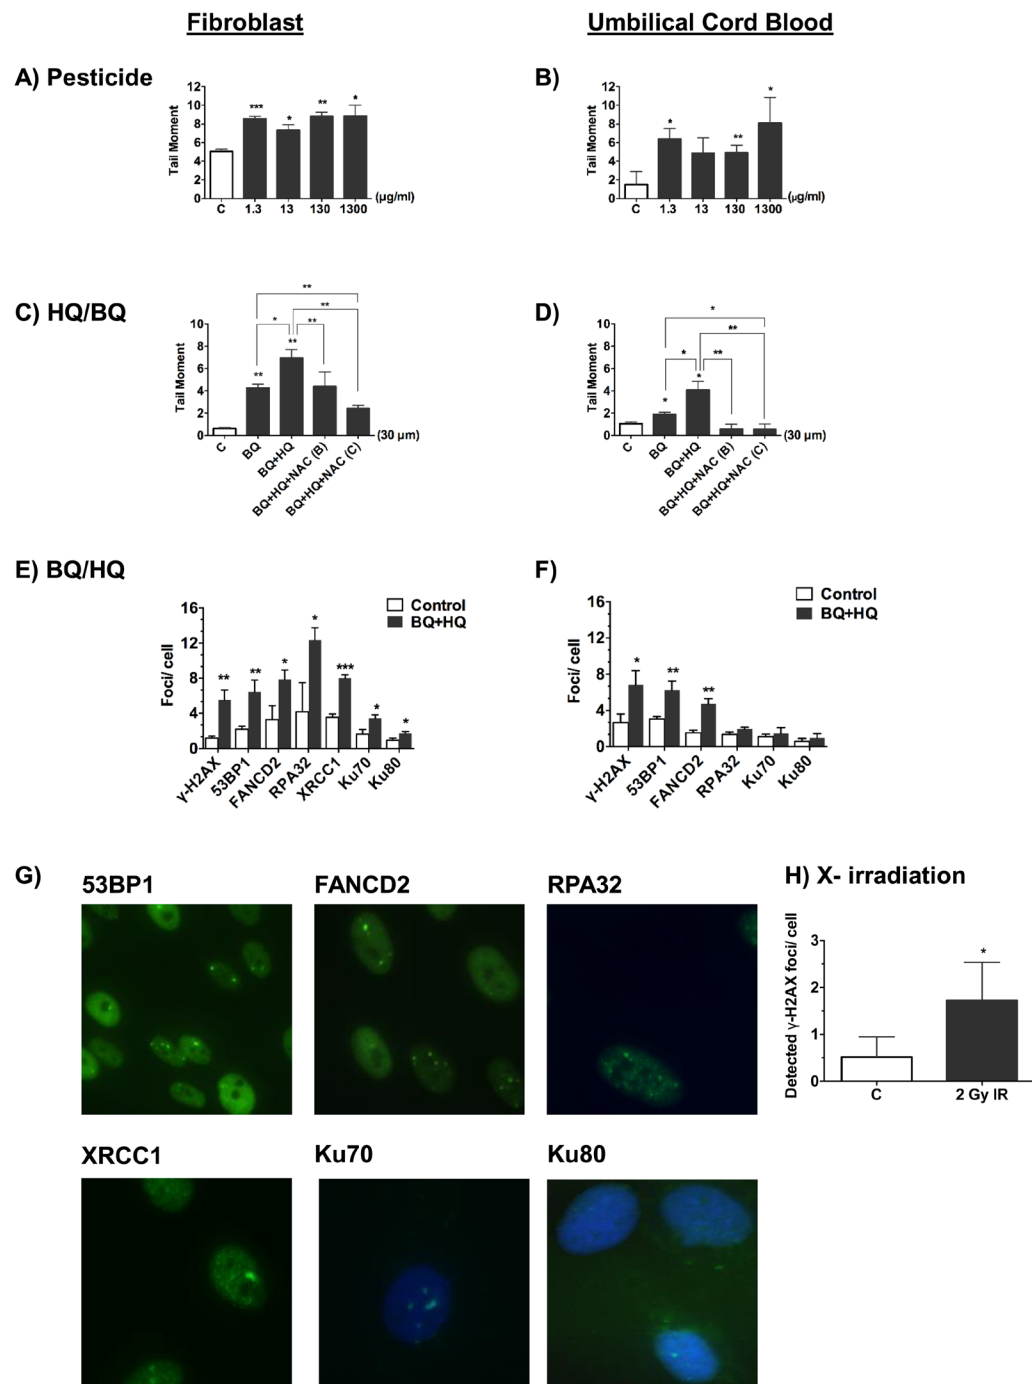 Fibroblast
Umbilical Cord Blood
A) Pesticide
Tail Moment
12
10
8
6
4
2
0
***
*
**
*
C 1.3 13 130 1300 (μg/ml)
B)
Tail Moment
12
10
8
6
4
2
0
*
**
*
C 1.3 13 130 1300 (μg/ml)
C) HQ/BQ
Tail Moment
10
8
6
4
2
0
**
**
* **
**
**
C BQ BQ+HQ BQ+HQ+NAC (B) BQ+HQ+NAC (C) (30 μm)
D)
Tail Moment
10
8
6
4
2
0
*
**
* **
*
*
C BQ BQ+HQ BQ+HQ+NAC (B) BQ+HQ+NAC (C) (30 μm)
E) BQ/HQ
Control
BQ+HQ
Foci/ cell
16
12
8
4
0
** ** * * *** * *
γ-H2AX 53BP1 FANCD2 RPA32 XRCC1 Ku70 Ku80
F)
Control
BQ+HQ
Foci/ cell
16
12
8
4
0
* ** **
γ-H2AX 53BP1 FANCD2 RPA32 Ku70 Ku80
G)
53BP1 FANCD2 RPA32
XRCC1 Ku70 Ku80
H) X- irradiation
Detected γ-H2AX foci/ cell
3
2
1
0
*
C 2 Gy IR